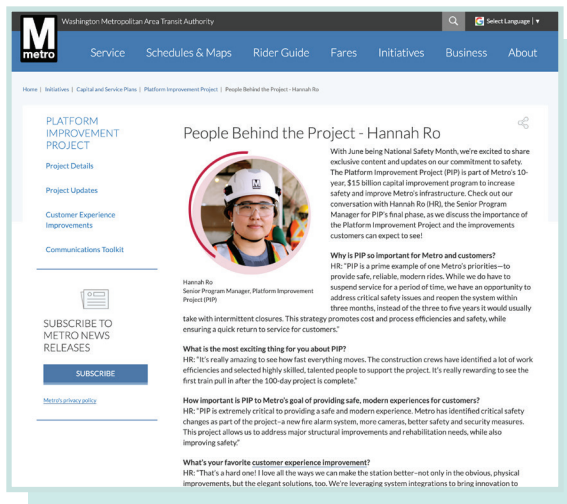 Washington Metropolitan Area Transit Authority
Select Language ▼
M
metro
Service Schedules & Maps Rider Guide Fares Initiatives Business About
Home | Initiatives | Capital and Service Plans | Platform Improvement Project | People Behind the Project - Hannah Ro
PLATFORM
IMPROVEMENT
PROJECT
Project Details
Project Updates
Customer Experience
Improvements
Communications Toolkit
SUBSCRIBE TO
METRO NEWS
RELEASES
SUBSCRIBE
Metro's privacy policy
People Behind the Project - Hannah Ro
With June being National Safety Month, we're excited to share
exclusive content and updates on our commitment to safety.
The Platform Improvement Project (PIP) is part of Metro's 10-
year, $15 billion capital improvement program to increase
safety and improve Metro's infrastructure. Check out our
conversation with Hannah Ro (HR), the Senior Program
Manager for PIP's final phase, as we discuss the importance of
the Platform Improvement Project and the improvements
customers can expect to see!
Hannah Ro
Senior Program Manager, Platform Improvement
Project (PIP)
Why is PIP so important for Metro and customers?
HR: "PIP is a prime example of one Metro's priorities—to
provide safe, reliable, modern rides. While we do have to
suspend service for a period of time, we have an opportunity to
address critical safety issues and reopen the system within
three months, instead of the three to five years it would usually
take with intermittent closures. This strategy promotes cost and process efficiencies and safety, while
ensuring a quick return to service for customers."
What is the most exciting thing for you about PIP?
HR: "It's really amazing to see how fast everything moves. The construction crews have identified a lot of work
efficiencies and selected highly skilled, talented people to support the project. It's really rewarding to see the
first train pull in after the 100-day project is complete."
How important is PIP to Metro's goal of providing safe, modern experiences for customers?
HR: "PIP is extremely critical to providing a safe and modern experience. Metro has identified critical safety
changes as part of the project–a new fire alarm system, more cameras, better safety and security measures.
This project allows us to address major structural improvements and rehabilitation needs, while also
improving safety."
What's your favorite customer experience improvement?
HR: "That's a hard one! I love all the ways we can make the station better–not only in the obvious, physical
improvements, but the elegant solutions, too. We're leveraging system integrations to bring innovation to